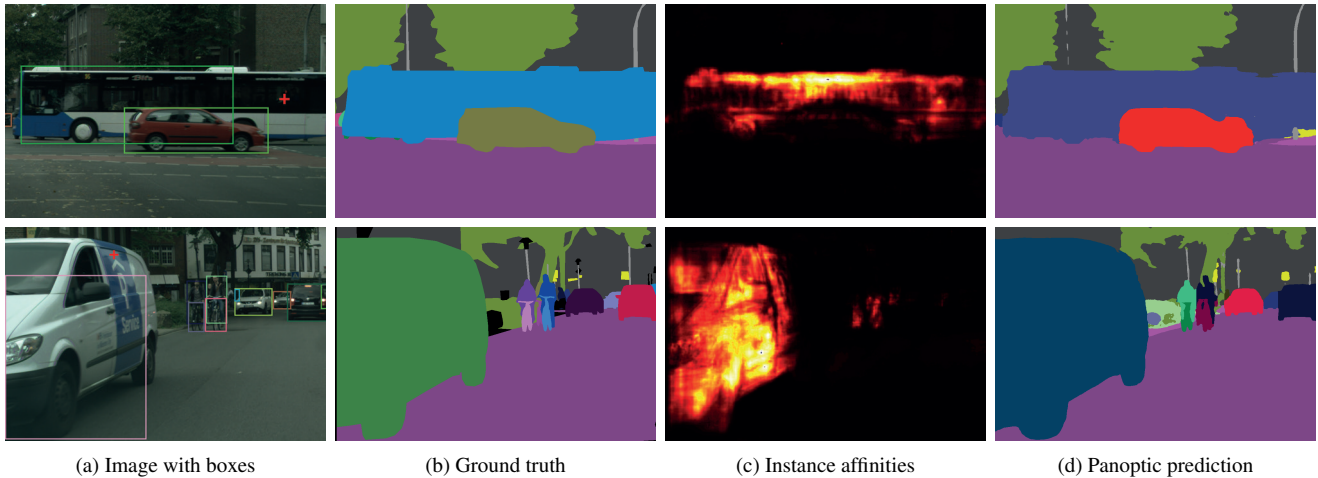 Service
(a) Image with boxes
(b) Ground truth
(c) Instance affinities
(d) Panoptic prediction